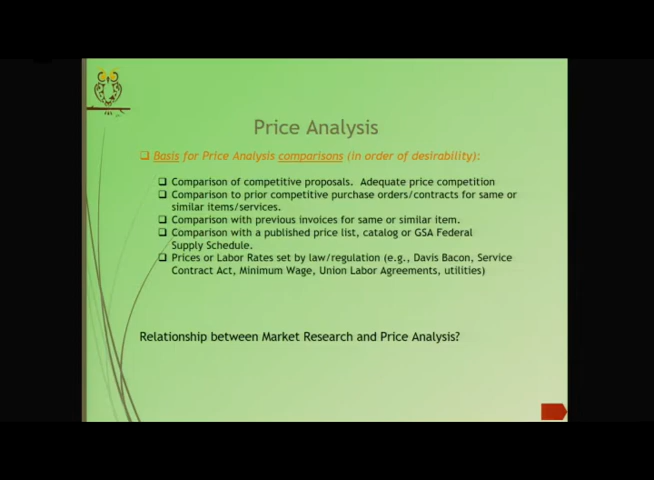 Price Analysis
Basis for Price Analysis comparisons (in order of desirability):
Comparison of competitive proposals. Adequate price competition
Comparison to prior competitive purchase orders/contracts for same or
similar items/services.
Comparison with previous invoices for same or similar item.
Comparison with a published price list, catalog or GSA Federal
Supply Schedule.
Prices or Labor Rates set by law/regulation (e.g., Davis Bacon, Service
Contract Act, Minimum Wage, Union Labor Agreements, utilities)
Relationship between Market Research and Price Analysis?